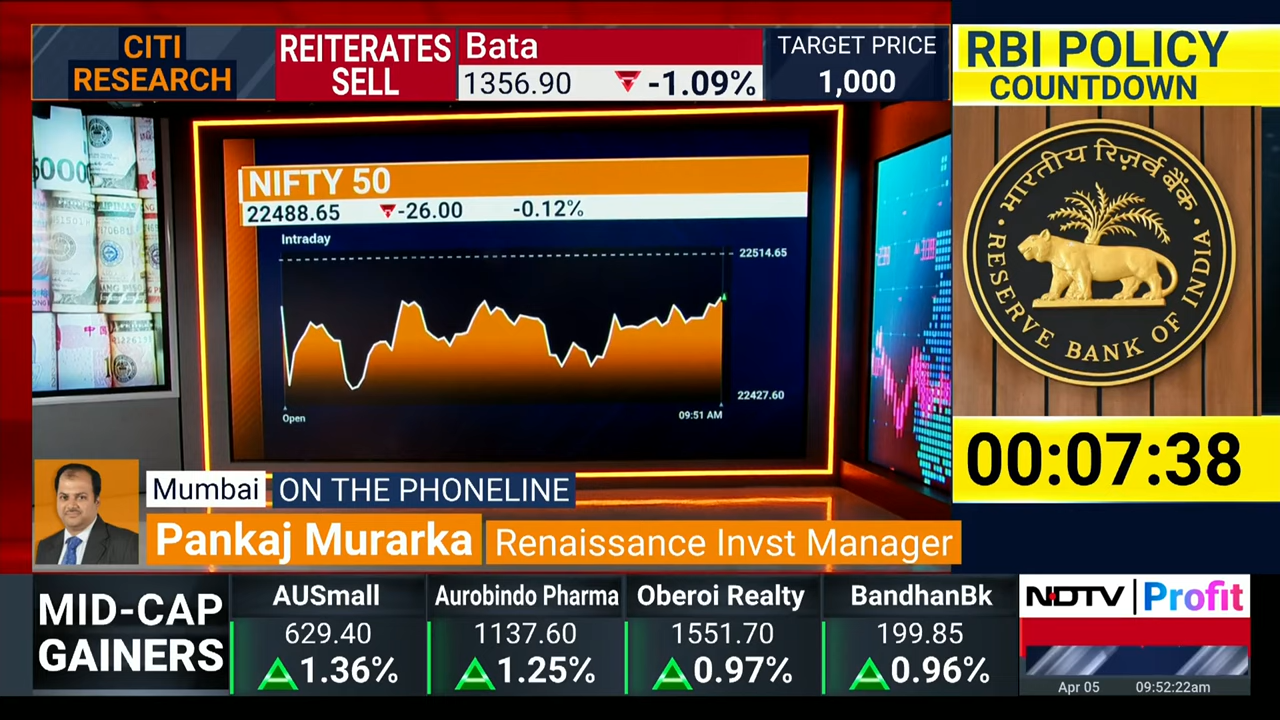 CITI
RESEARCH
REITERATES
SELL
Bata
1356.90 -1.09%
TARGET PRICE
1,000
RBI POLICY
COUNTDOWN
NIFTY 50
22488.65 -26.00 -0.12%
Intraday
22514.65
22427.60
Open
09:51 AM
भारतीय रिज़र्व बैंक
RESERVE BANK OF INDIA
00:07:38
Mumbai ON THE PHONELINE
Pankaj Murarka Renaissance Invst Manager
MID-CAP
GAINERS
AUSmall
629.40
1.36%
Aurobindo Pharma
1137.60
1.25%
Oberoi Realty
1551.70
0.97%
BandhanBk
199.85
0.96%
NDTV Profit
Apr 05 09:52:22am